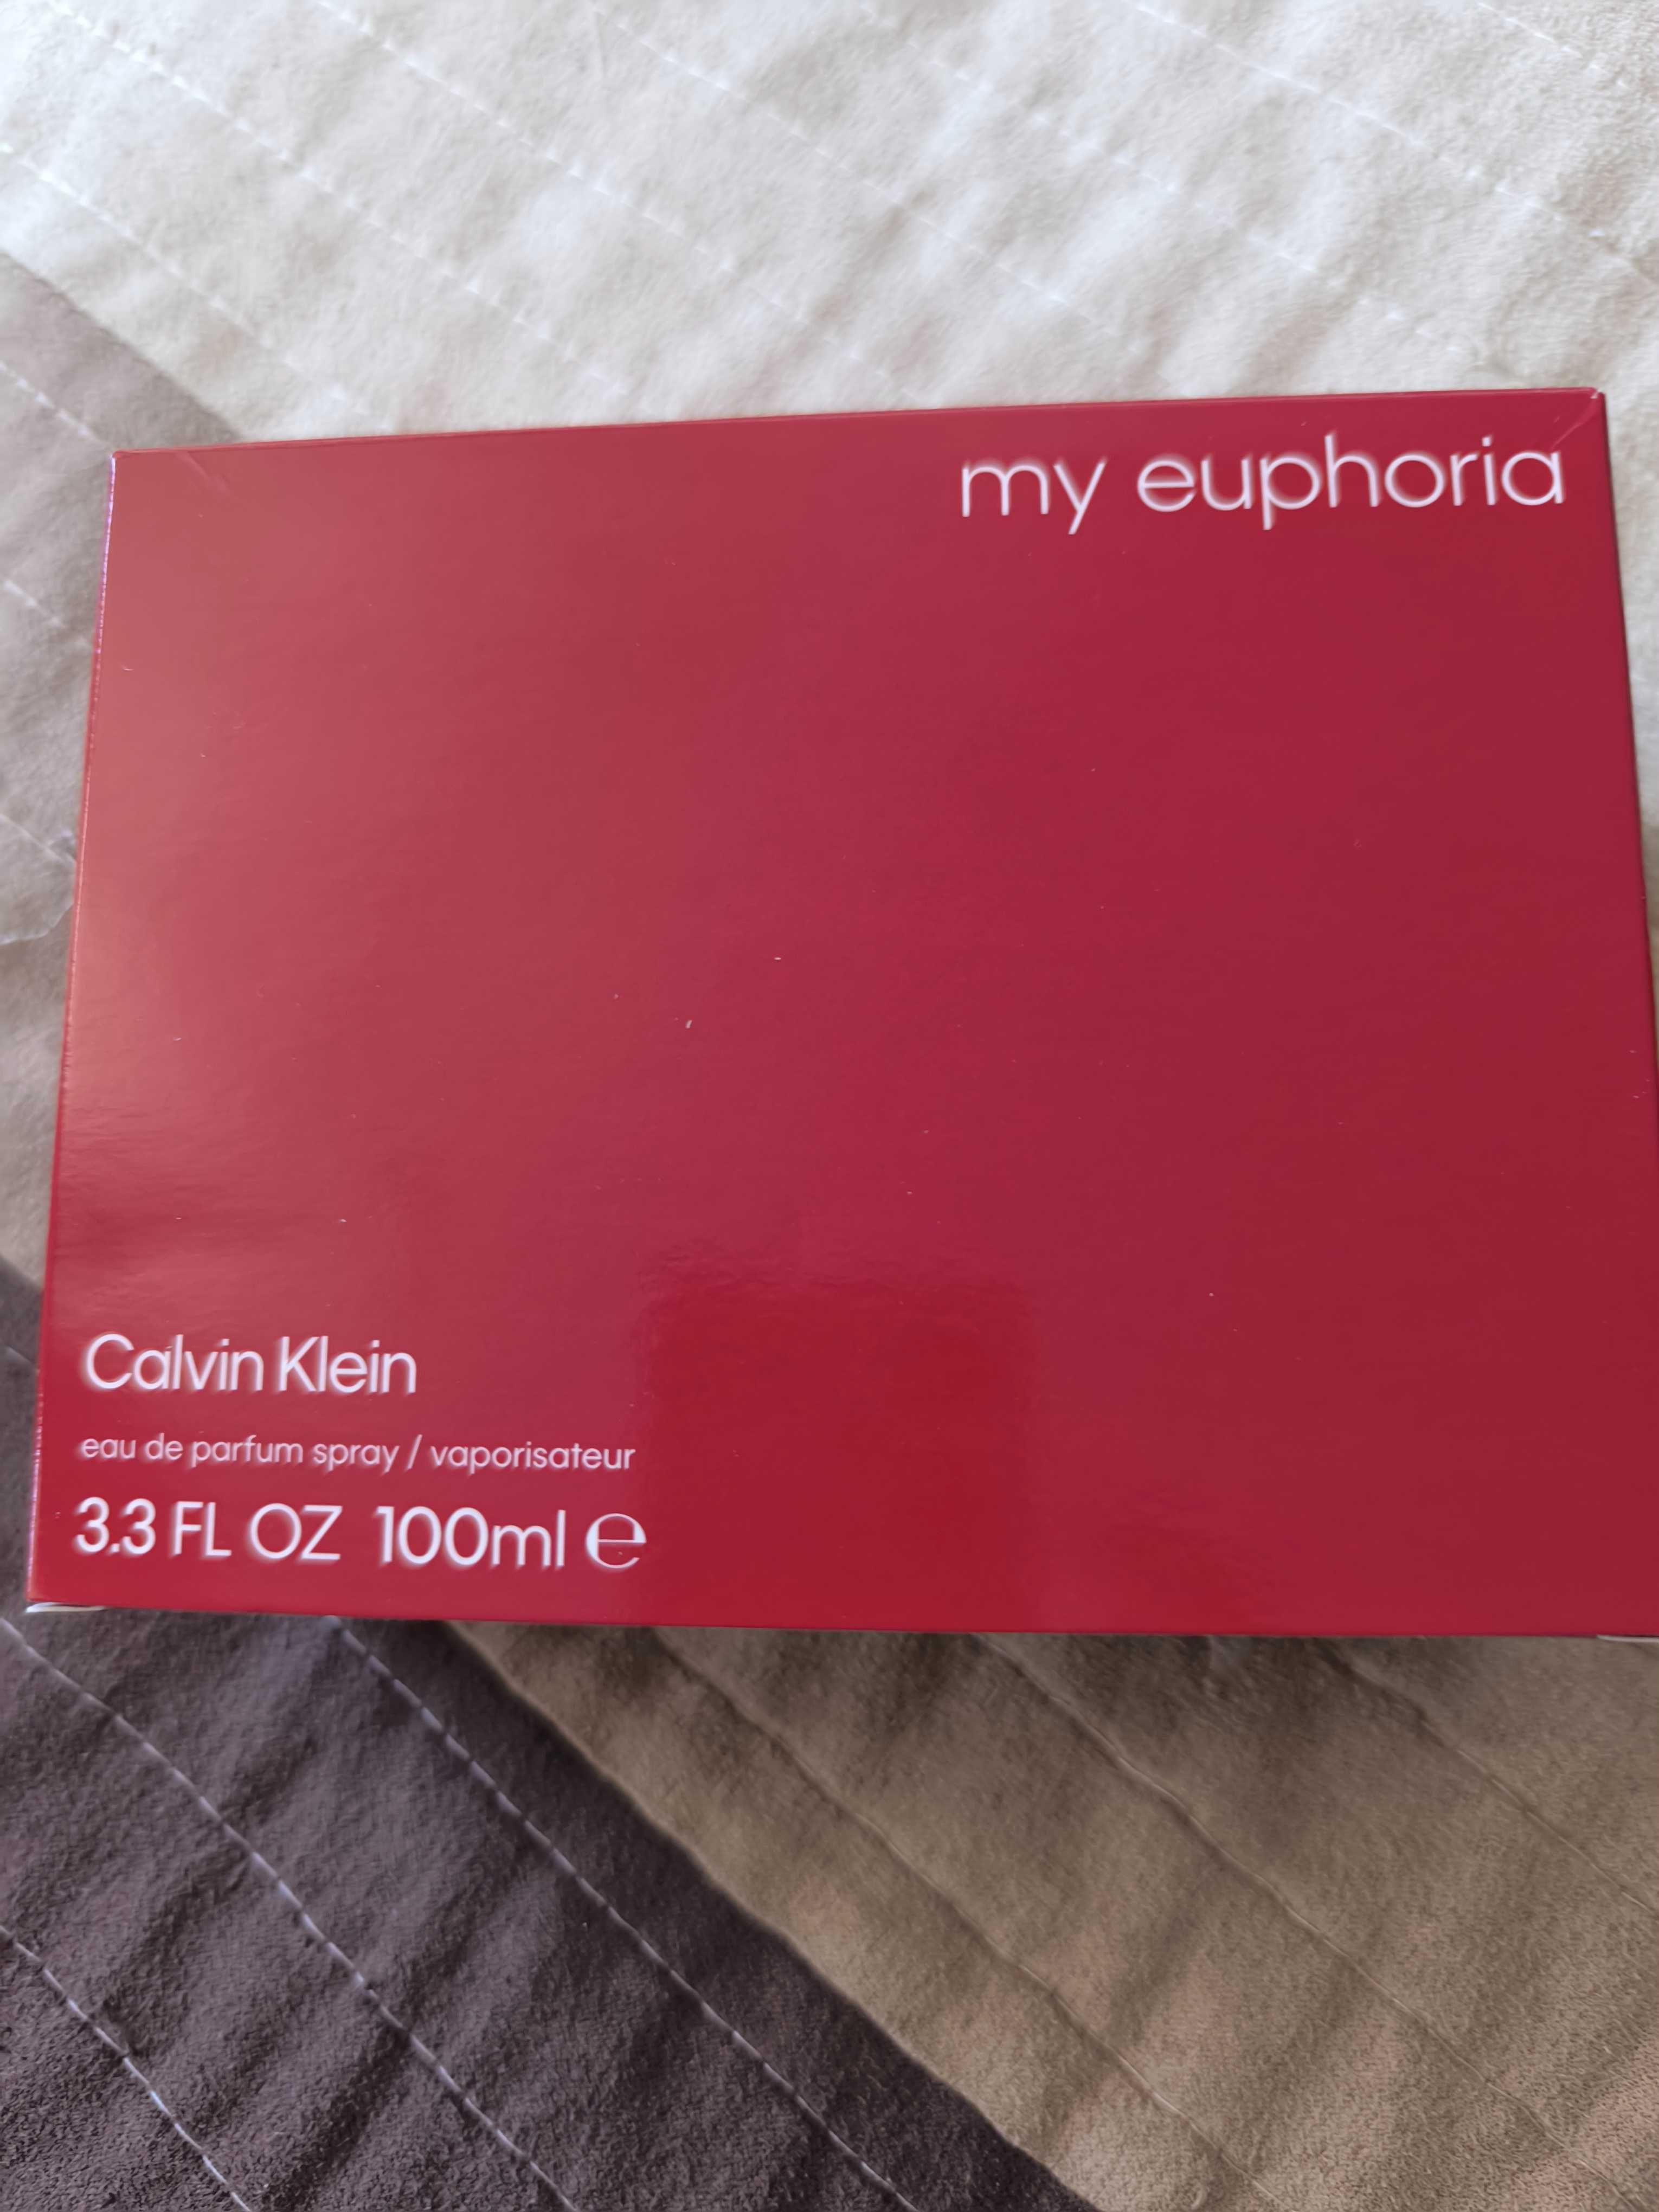 my euphoria
Calvin Klein
eau de parfum spray / vaporisateur
3.3 FL OZ 100ml ℮